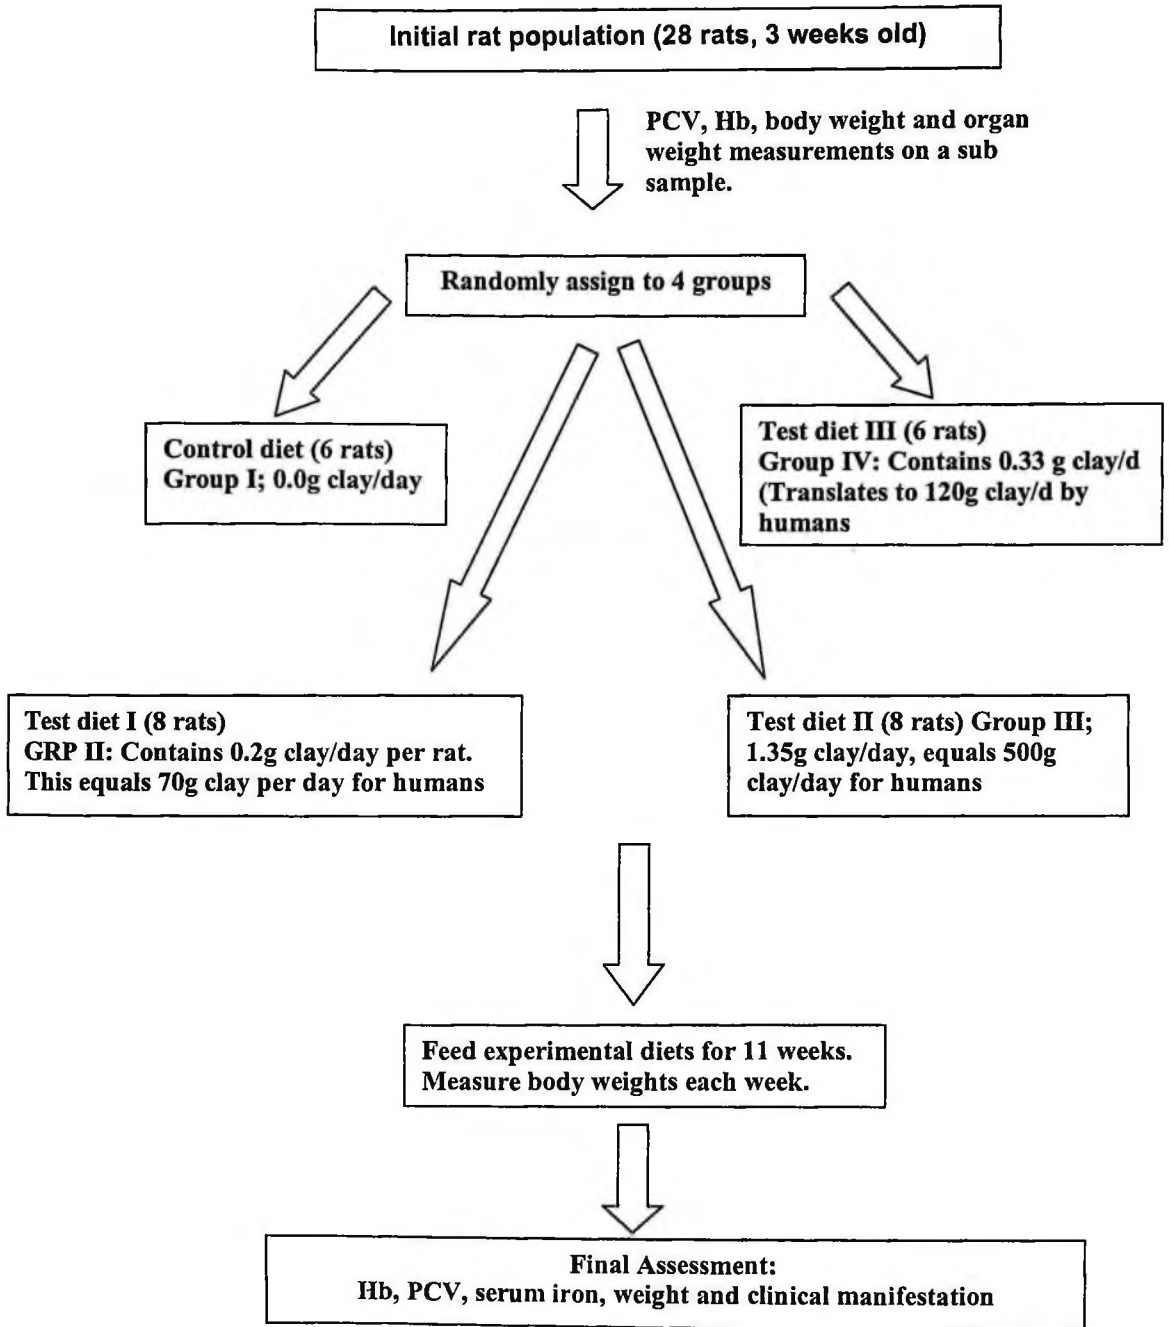 Initial rat population (28 rats, 3 weeks old)
PCV, Hb, body weight and organ
weight measurements on a sub
sample.
Randomly assign to 4 groups
Control diet (6 rats)
Group I; 0.0g clay/day
Test diet III (6 rats)
Group IV: Contains 0.33 g clay/d
(Translates to 120g clay/d by
humans
Test diet I (8 rats)
GRP II: Contains 0.2g clay/day per rat.
This equals 70g clay per day for humans
Test diet II (8 rats) Group III;
1.35g clay/day, equals 500g
clay/day for humans
Feed experimental diets for 11 weeks.
Measure body weights each week.
Final Assessment:
Hb, PCV, serum iron, weight and clinical manifestation